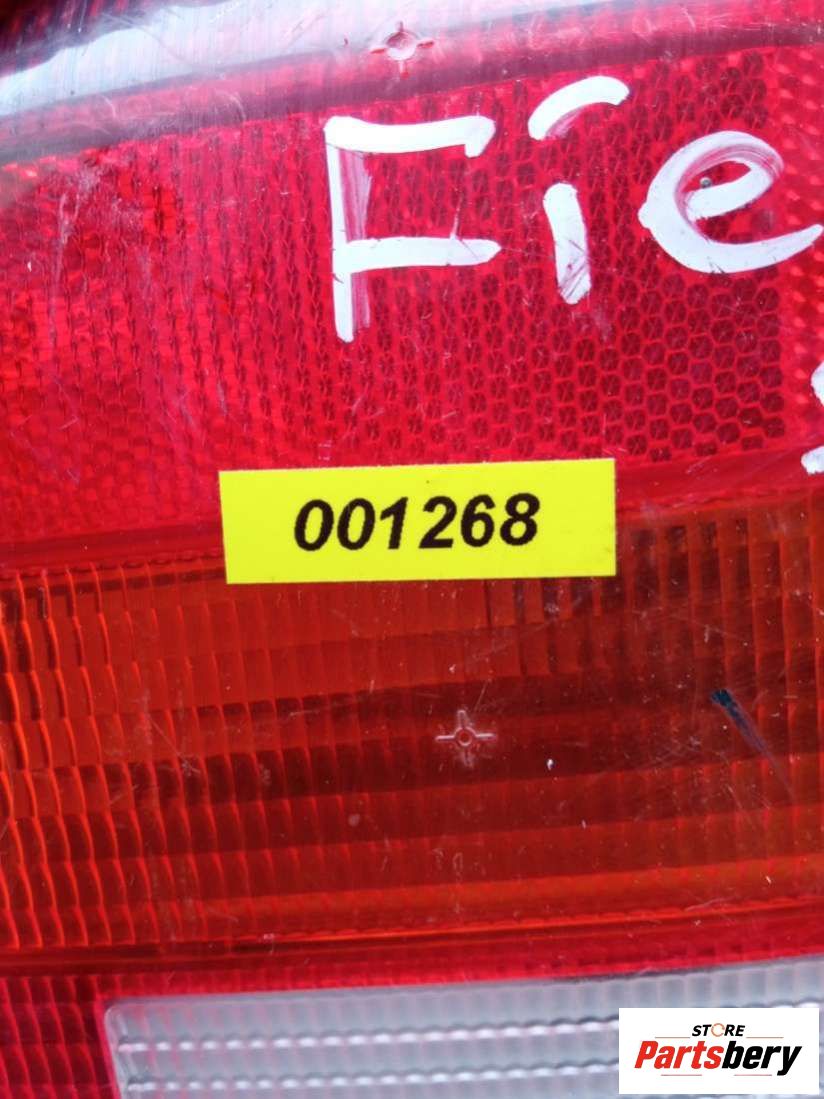 Fie
001268
STORE
Partsbery